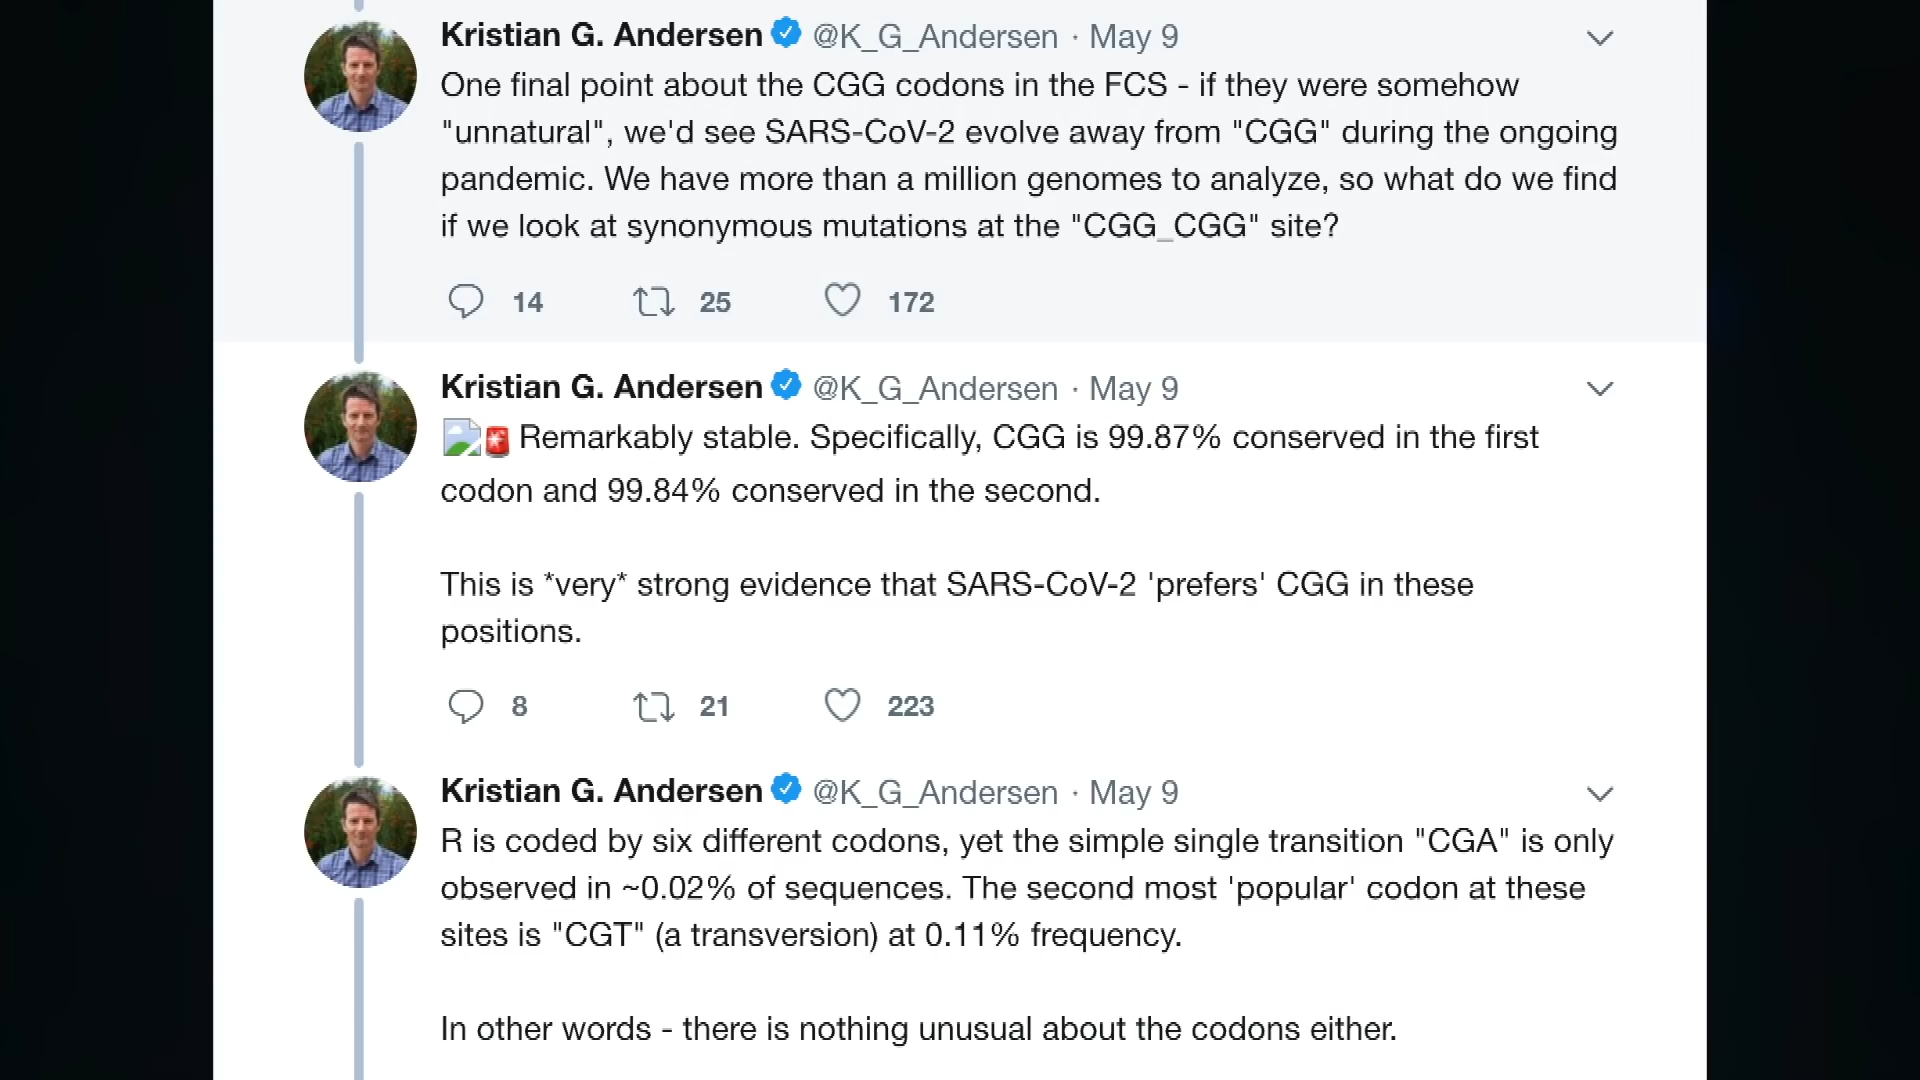 Kristian G. Andersen @K_G_Andersen · May 9
One final point about the CGG codons in the FCS - if they were somehow
"unnatural", we'd see SARS-CoV-2 evolve away from "CGG" during the ongoing
pandemic. We have more than a million genomes to analyze, so what do we find
if we look at synonymous mutations at the "CGG_CGG" site?
14 25 172
Kristian G. Andersen @K_G_Andersen · May 9
Remarkably stable. Specifically, CGG is 99.87% conserved in the first
codon and 99.84% conserved in the second.
This is *very* strong evidence that SARS-CoV-2 'prefers' CGG in these
positions.
8 21 223
Kristian G. Andersen @K_G_Andersen · May 9
R is coded by six different codons, yet the simple single transition "CGA" is only
observed in ~0.02% of sequences. The second most 'popular' codon at these
sites is "CGT" (a transversion) at 0.11% frequency.
In other words - there is nothing unusual about the codons either.